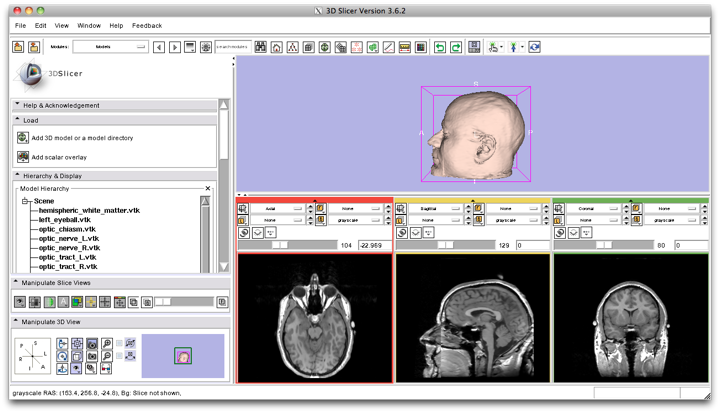 3D Slicer Version 3.6.2
File Edit View Window Help Feedback
Modules: Models
3DSlicer
Help & Acknowledgement
Load
Add 3D model or a model directory
Add scalar overlay
Hierarchy & Display
Model Hierarchy
Scene
hemispheric_white_matter.vtk
left_eyeball.vtk
optic_chiasm.vtk
optic_nerve_L.vtk
optic_nerve_R.vtk
optic_tract_L.vtk
optic_tract_R.vtk
Manipulate Slice Views
Manipulate 3D View
P S
R L
I A
A P
I
Axial None
None grayscale
104 -22.969
Sagittal None
None grayscale
129 0
Coronal None
None grayscale
80 0
grayscale RAS: (153.4, 256.8, -24.8), Bg: Slice not shown,